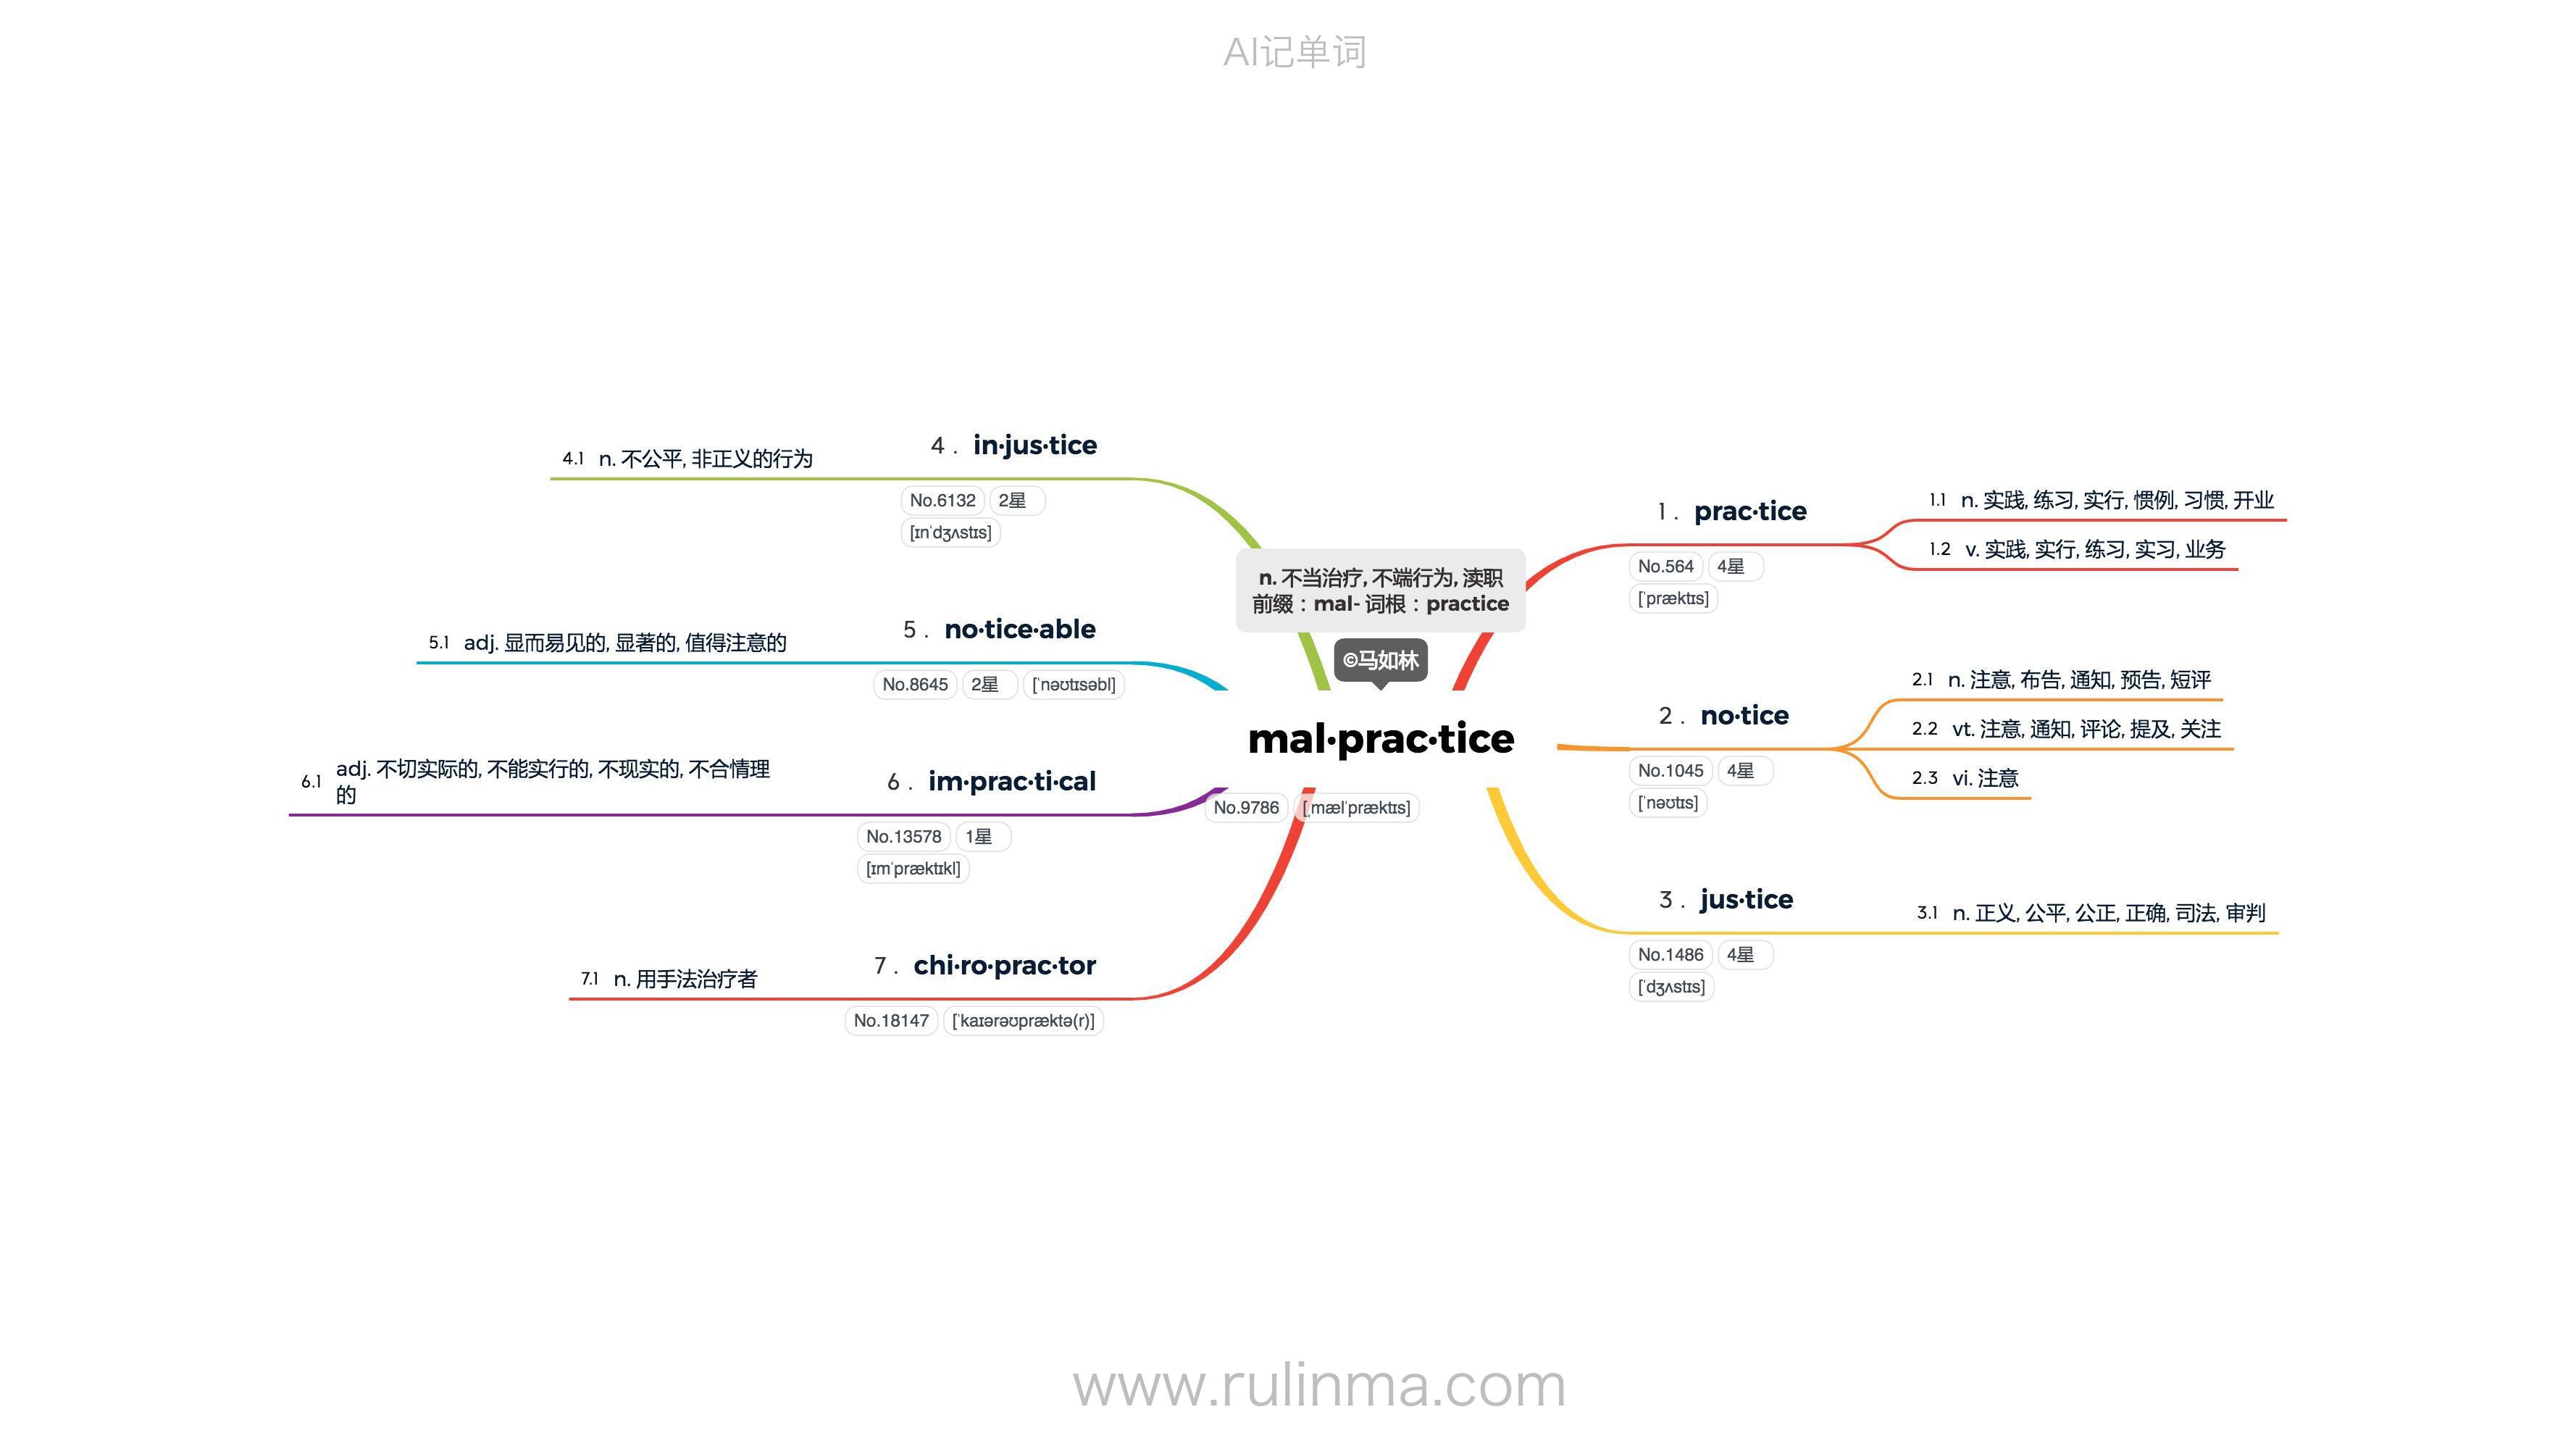 AI记单词
n. 不当治疗, 不端行为, 渎职
前缀：mal- 词根：practice
©马如林
mal·prac·tice
No.9786 [ˌmælˈpræktɪs]
1 . prac·tice
No.564 4星
[ˈpræktɪs]
1.1 n. 实践, 练习, 实行, 惯例, 习惯, 开业
1.2 v. 实践, 实行, 练习, 实习, 业务
2 . no·tice
No.1045 4星
[ˈnəʊtɪs]
2.1 n. 注意, 布告, 通知, 预告, 短评
2.2 vt. 注意, 通知, 评论, 提及, 关注
2.3 vi. 注意
3 . jus·tice
No.1486 4星
[ˈdʒʌstɪs]
3.1 n. 正义, 公平, 公正, 正确, 司法, 审判
4 . in·jus·tice
No.6132 2星
[ɪnˈdʒʌstɪs]
4.1 n. 不公平, 非正义的行为
5 . no·tice·able
No.8645 2星 [ˈnəʊtɪsəbl]
5.1 adj. 显而易见的, 显著的, 值得注意的
6 . im·prac·ti·cal
No.13578 1星
[ɪmˈpræktɪkl]
6.1 adj. 不切实际的, 不能实行的, 不现实的, 不合情理
的
7 . chi·ro·prac·tor
No.18147 [ˈkaɪərəʊpræktə(r)]
7.1 n. 用手法治疗者
www.rulinma.com